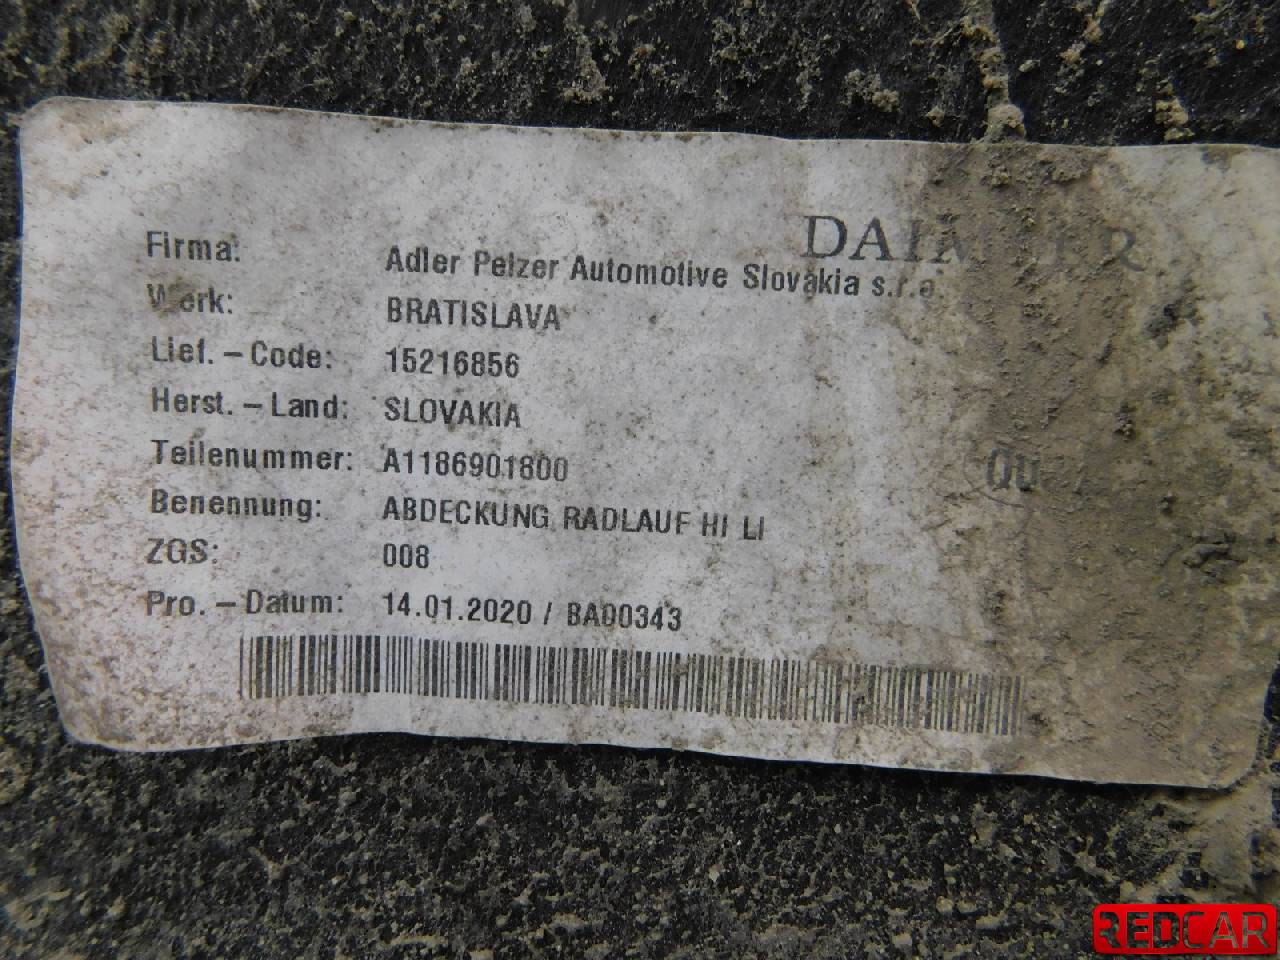 DAIMLER
Firma: Adler Pelzer Automotive Slovakia s.r.o.
Werk: BRATISLAVA
Lief. - Code: 15216856
Herst. - Land: SLOVAKIA
Teilenummer: A1186901800
Benennung: ABDECKUNG RADLAUF HI LI
ZGS: 008
Pro. - Datum: 14.01.2020 / BA00343
REDCAR